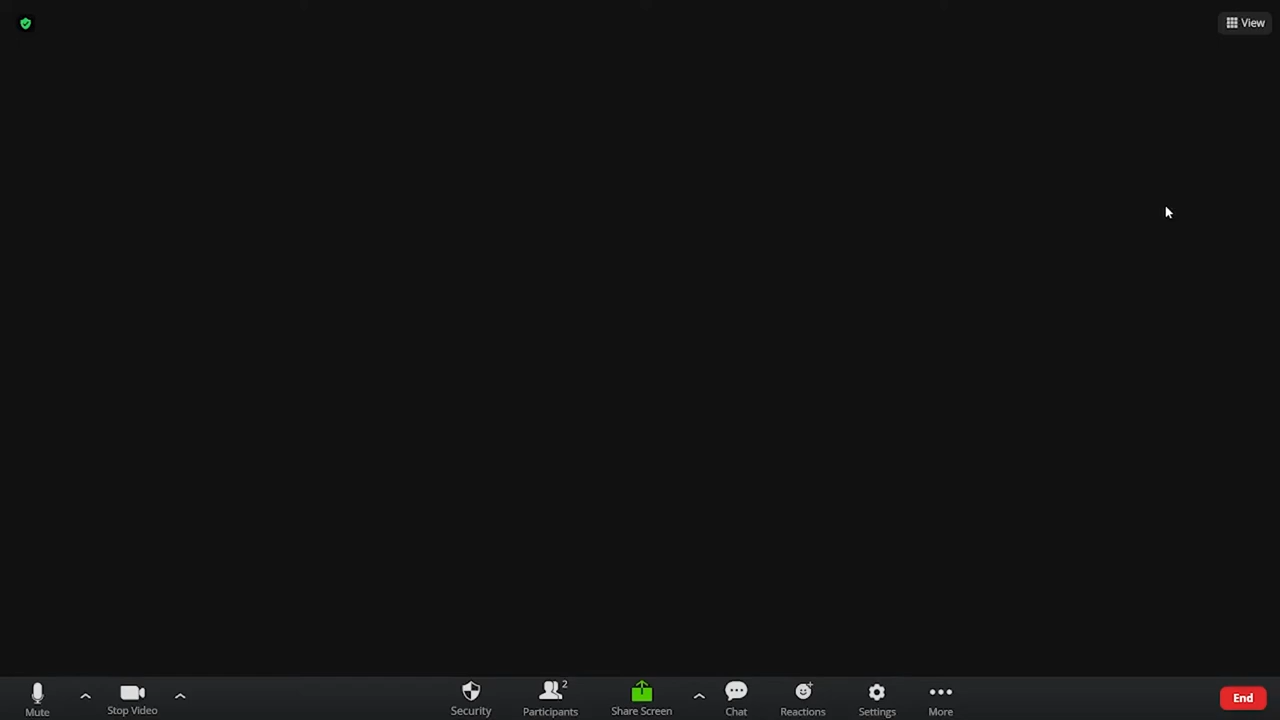 View
Mute
Stop Video
Security
Participants 2
Share Screen
Chat
Reactions
Settings
More
End